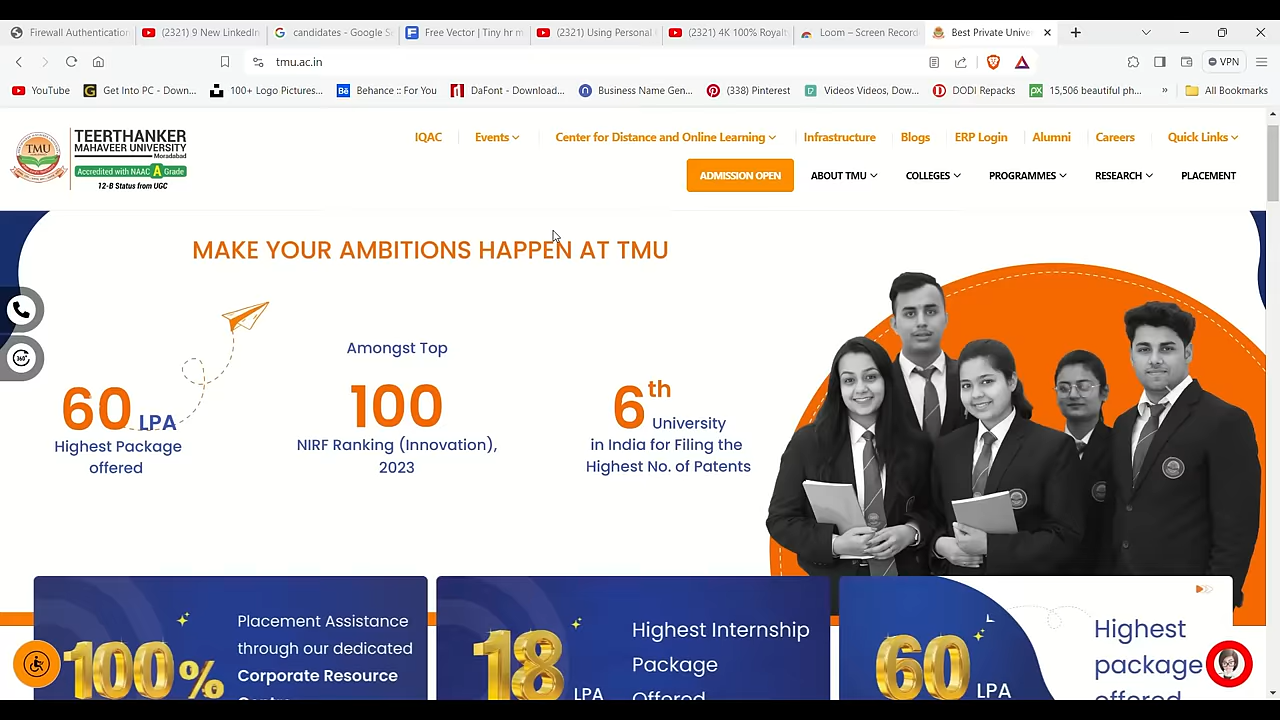 Firewall Authentication
(2321) 9 New LinkedIn
candidates - Google S
Free Vector | Tiny hr m
(2321) Using Personal
(2321) 4K 100% Royalt
Loom – Screen Record
Best Private Univer
tmu.ac.in
VPN
YouTube
Get Into PC - Down...
100+ Logo Pictures...
Behance :: For You
DaFont - Download...
Business Name Gen...
(338) Pinterest
Videos Videos, Dow...
DODI Repacks
15,506 beautiful ph...
»
All Bookmarks
TMU
TEERTHANKER
MAHAVEER UNIVERSITY
Moradabad
Accredited with NAAC A Grade
12-B Status from UGC
IQAC
Events
Center for Distance and Online Learning
Infrastructure
Blogs
ERP Login
Alumni
Careers
Quick Links
ADMISSION OPEN
ABOUT TMU
COLLEGES
PROGRAMMES
RESEARCH
PLACEMENT
MAKE YOUR AMBITIONS HAPPEN AT TMU
60 LPA
Highest Package
offered
Amongst Top
100
NIRF Ranking (Innovation),
2023
6th University
in India for Filing the
Highest No. of Patents
360°
100%
Placement Assistance
through our dedicated
Corporate Resource
18 LPA
Highest Internship
Package
Offered
60 LPA
Highest
package
offered